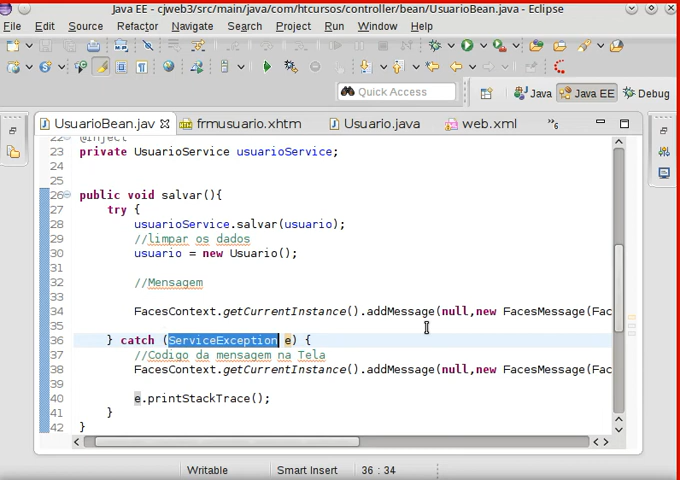 Java EE - cjweb3/src/main/java/com/htcursos/controller/bean/UsuarioBean.java - Eclipse
File Edit Source Refactor Navigate Search Project Run Window Help
Quick Access Java Java EE Debug
UsuarioBean.jav frmusuario.xhtm Usuario.java web.xml »6
22 @Inject
23 private UsuarioService usuarioService;
24
25
26 public void salvar(){
27 try {
28 usuarioService.salvar(usuario);
29 //limpar os dados
30 usuario = new Usuario();
31
32 //Mensagem
33
34 FacesContext.getCurrentInstance().addMessage(null,new FacesMessage(Fac
35
36 } catch (ServiceException e) {
37 //Codigo da mensagem na Tela
38 FacesContext.getCurrentInstance().addMessage(null,new FacesMessage(Fac
39
40 e.printStackTrace();
41 }
42 }
Writable Smart Insert 36 : 34